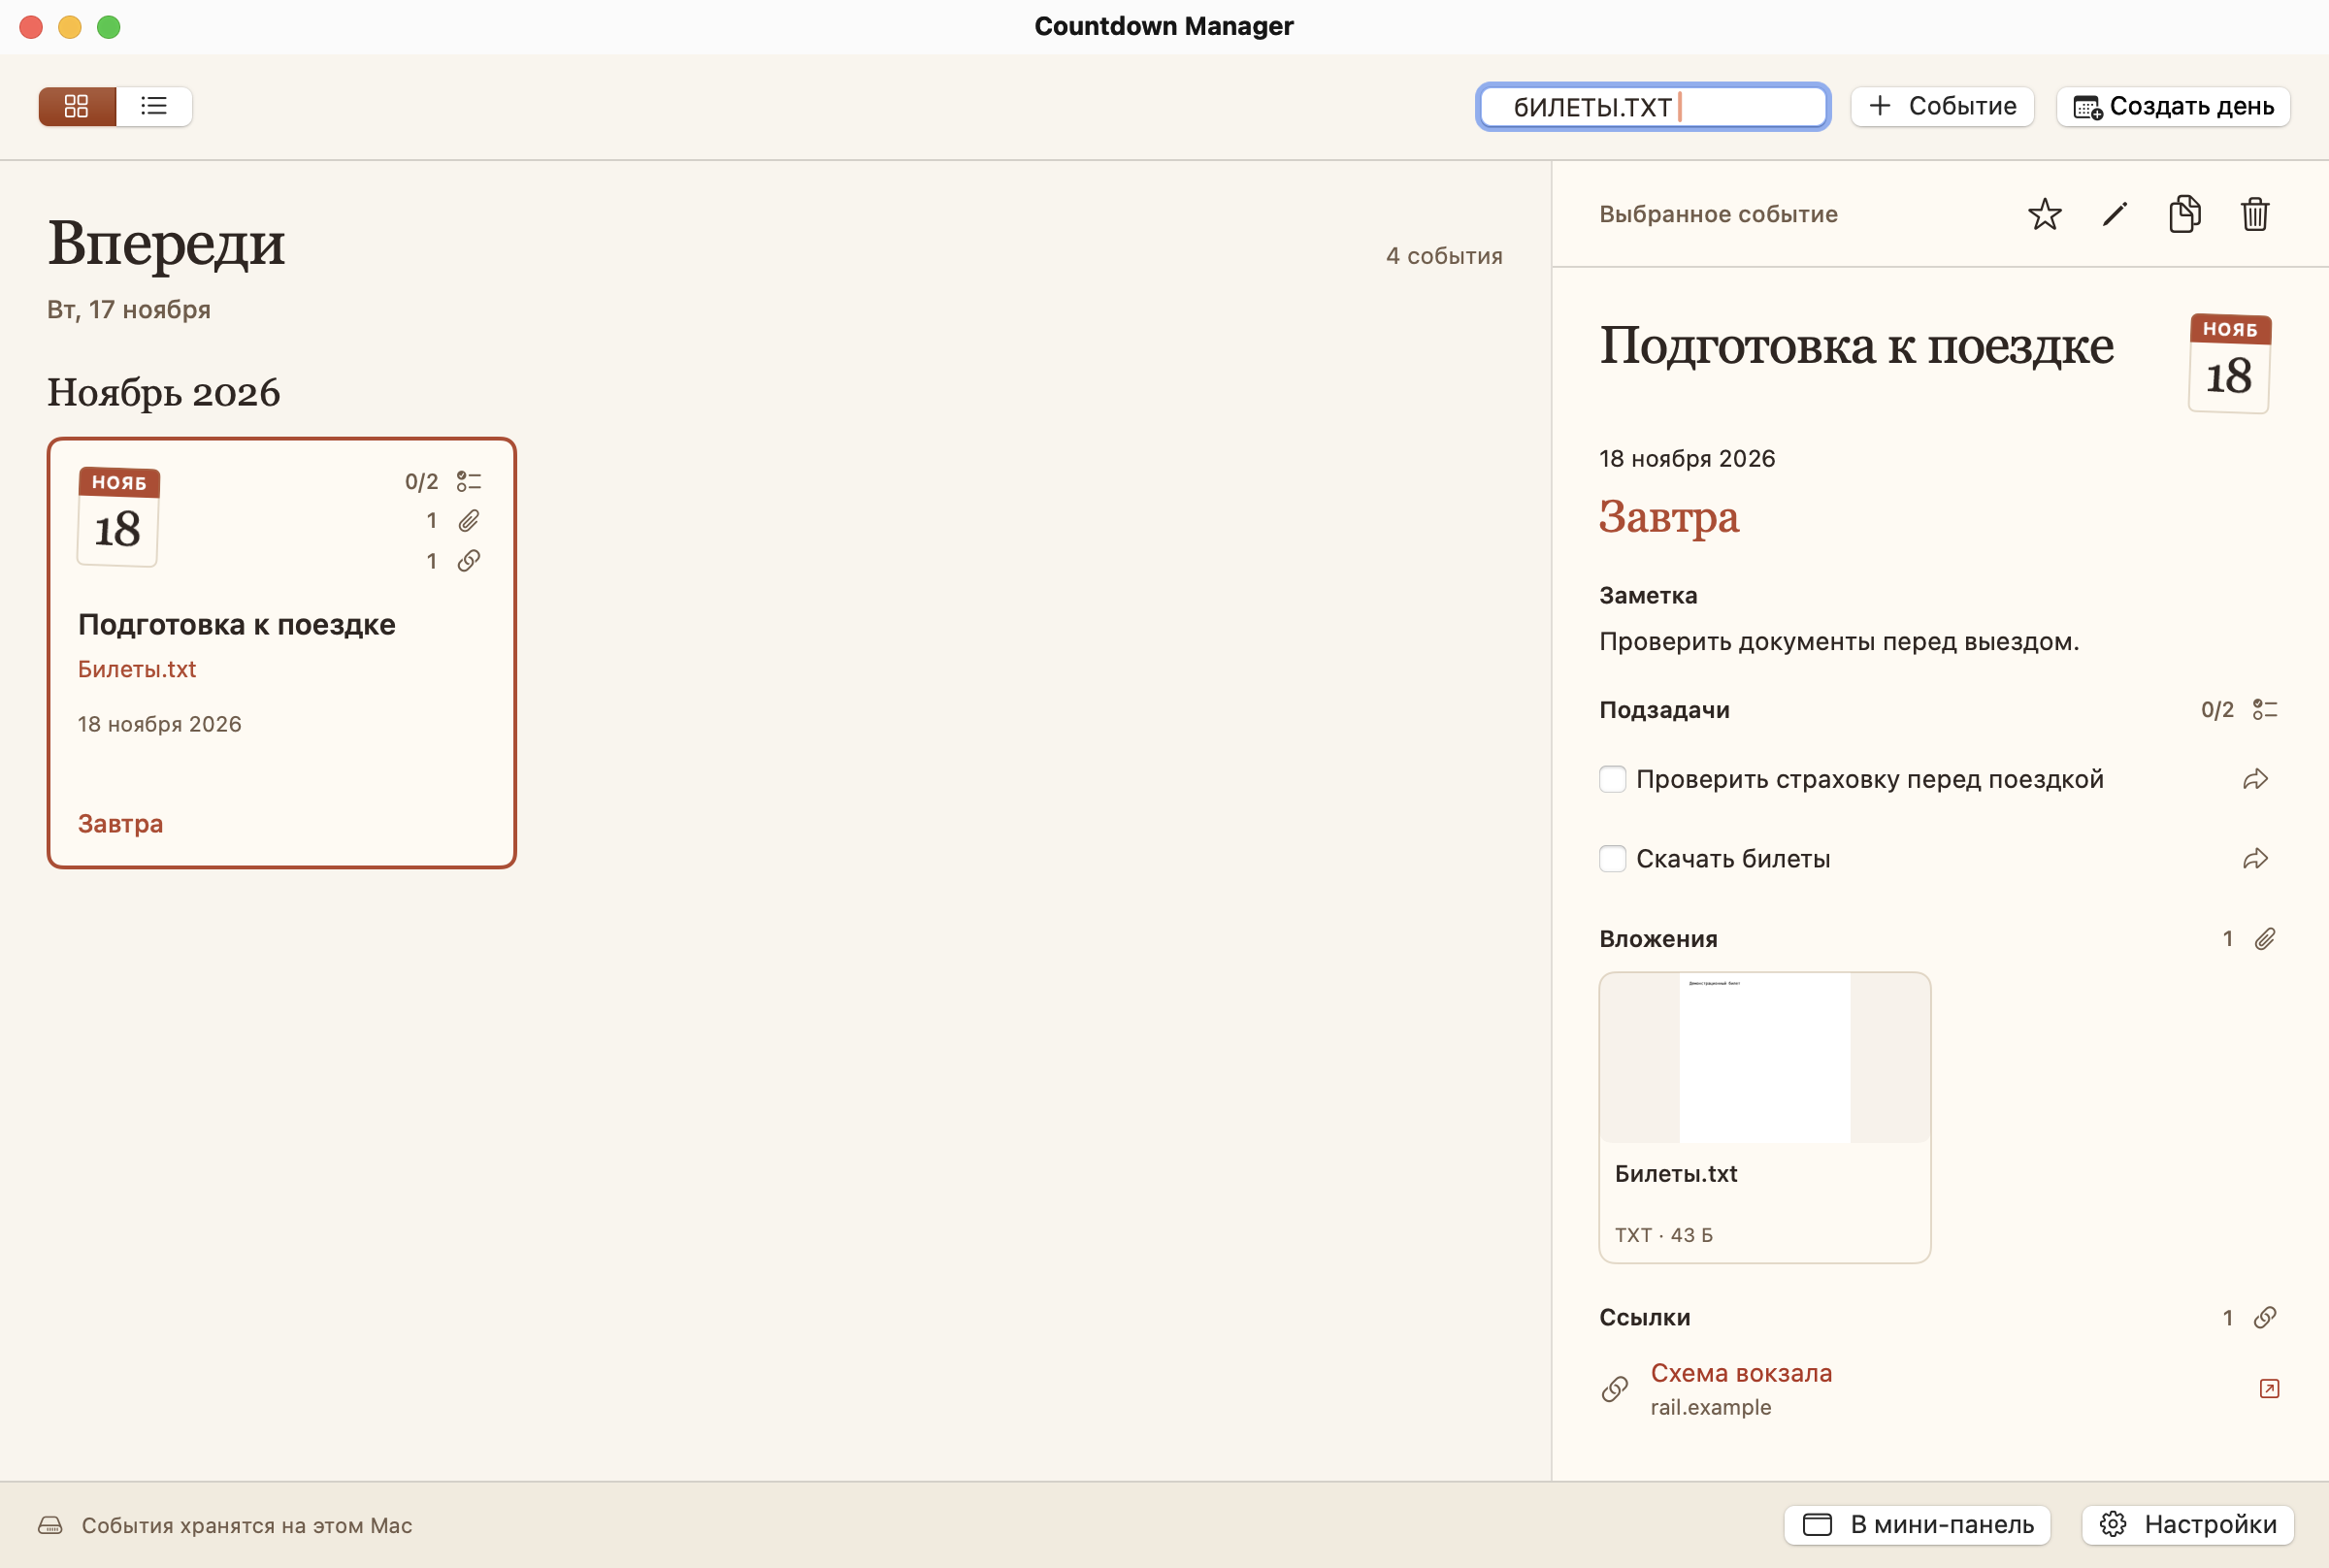 Countdown Manager
бИЛЕТЫ.TXT
Событие
Создать день
Впереди
4 события
Вт, 17 ноября
Ноябрь 2026
НОЯБ
18
0/2
1
1
Подготовка к поездке
Билеты.txt
18 ноября 2026
Завтра
Выбранное событие
Подготовка к поездке
НОЯБ
18
18 ноября 2026
Завтра
Заметка
Проверить документы перед выездом.
Подзадачи
0/2
Проверить страховку перед поездкой
Скачать билеты
Вложения
1
Демонстрационный билет
Билеты.txt
TXT · 43 Б
Ссылки
1
Схема вокзала
rail.example
События хранятся на этом Mac
В мини-панель
Настройки